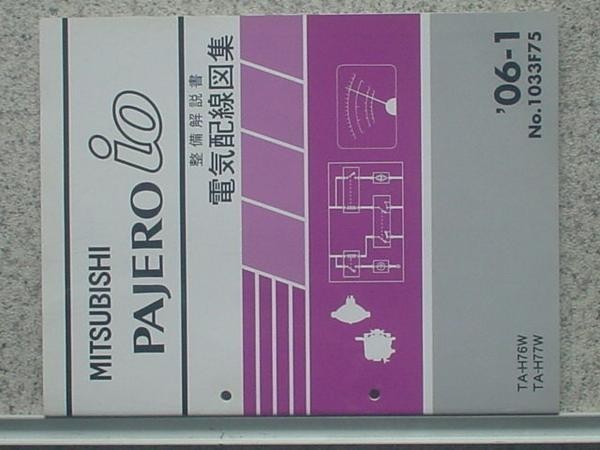 MITSUBISHI
PAJERO io
整備解説書
電気配線図集
'06-1
No.1033F75
TA-H76W
TA-H77W